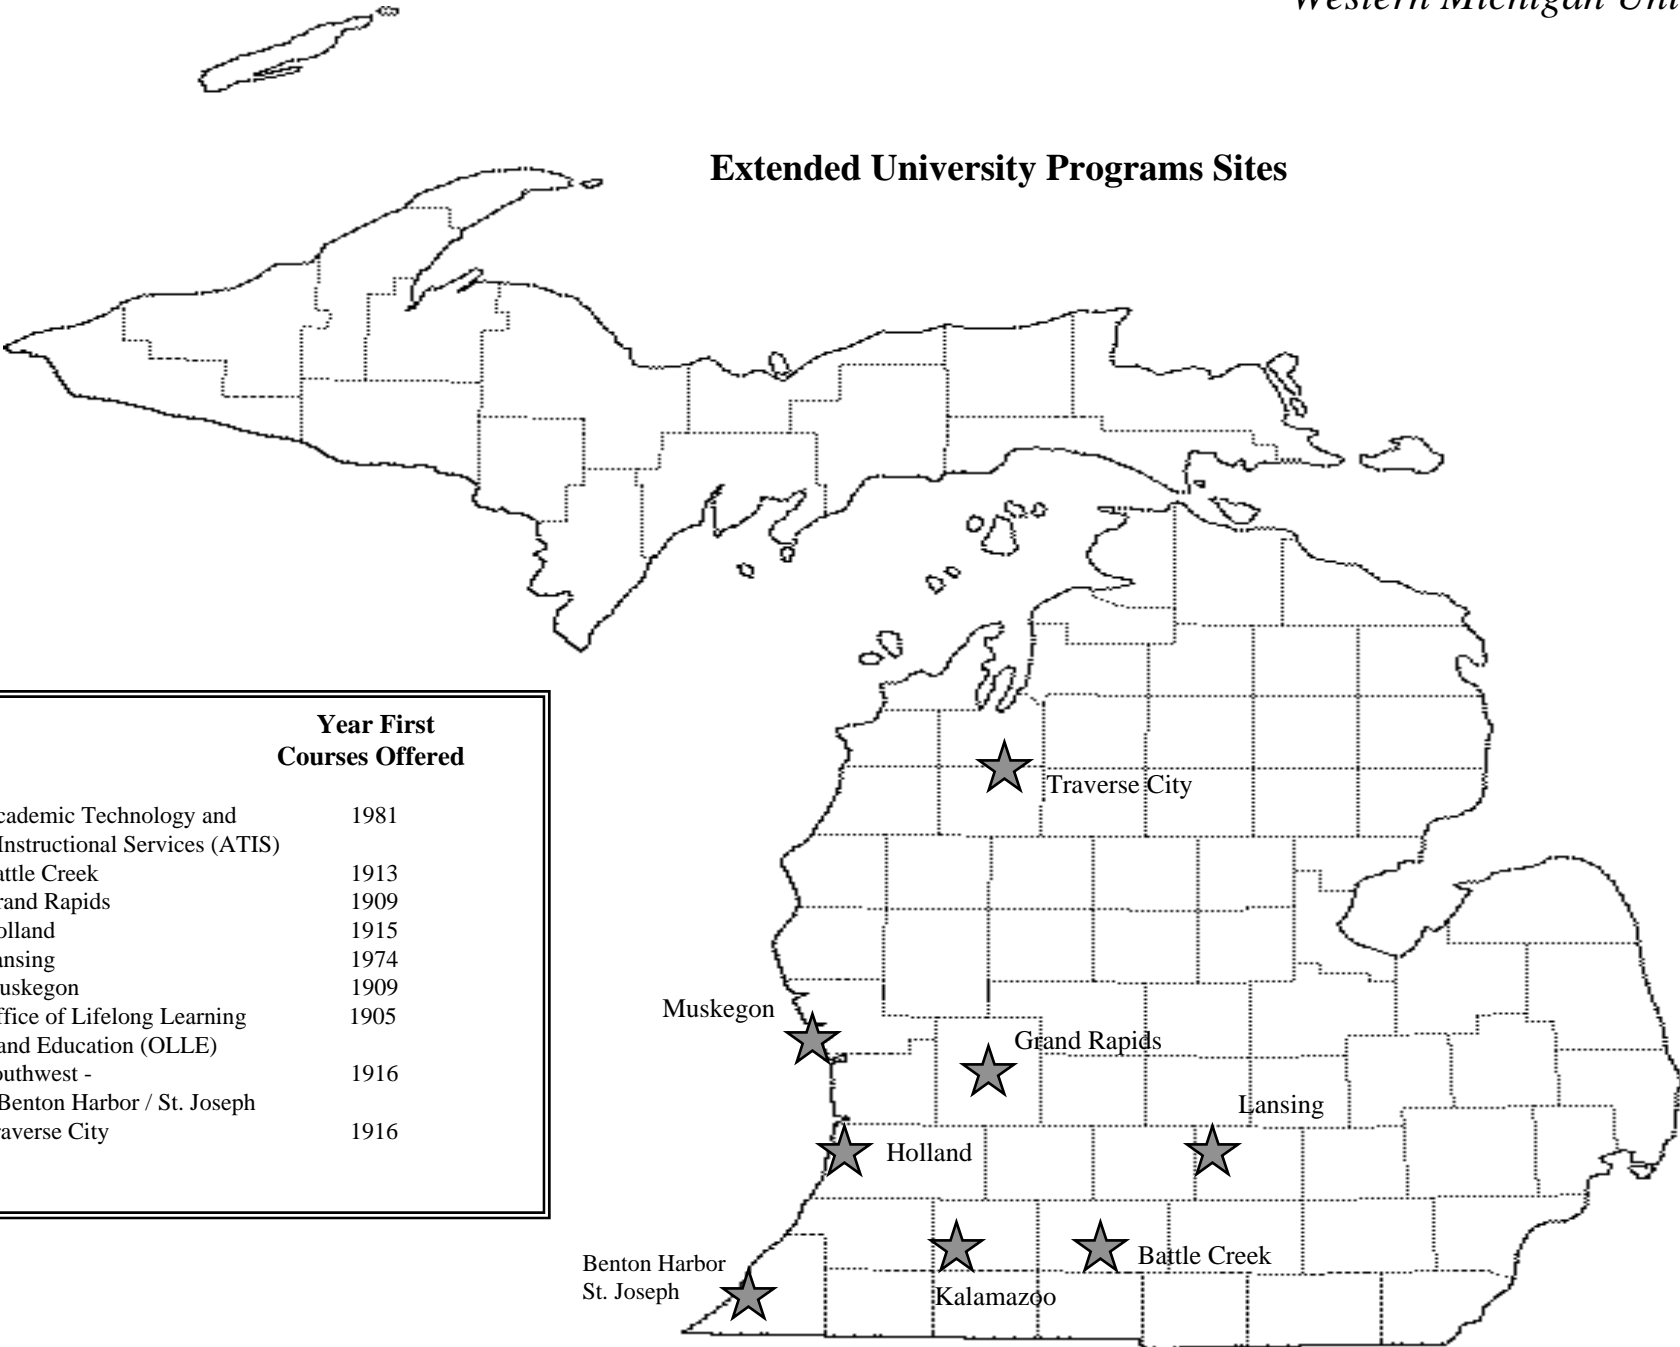 Western Michigan Uni
Extended University Programs Sites
Year First
Courses Offered
cademic Technology and 1981
Instructional Services (ATIS)
attle Creek 1913
rand Rapids 1909
olland 1915
ansing 1974
uskegon 1909
ffice of Lifelong Learning 1905
and Education (OLLE)
outhwest - 1916
Benton Harbor / St. Joseph
raverse City 1916
Traverse City
Muskegon
Grand Rapids
Lansing
Holland
Benton Harbor
St. Joseph
Battle Creek
Kalamazoo